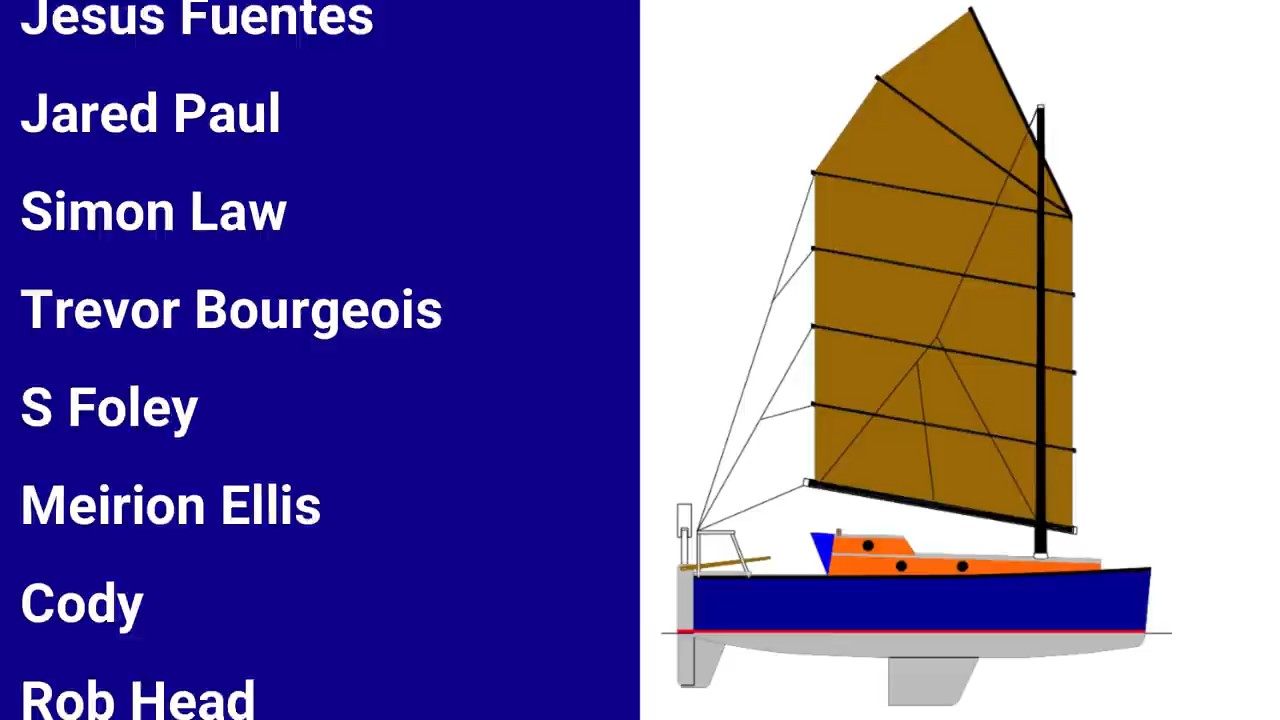 Jesus Fuentes
Jared Paul
Simon Law
Trevor Bourgeois
S Foley
Meirion Ellis
Cody
Rob Head